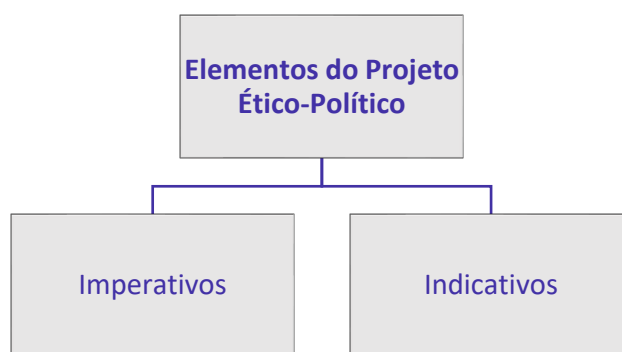 Elementos do Projeto
Ético-Político
Imperativos
Indicativos